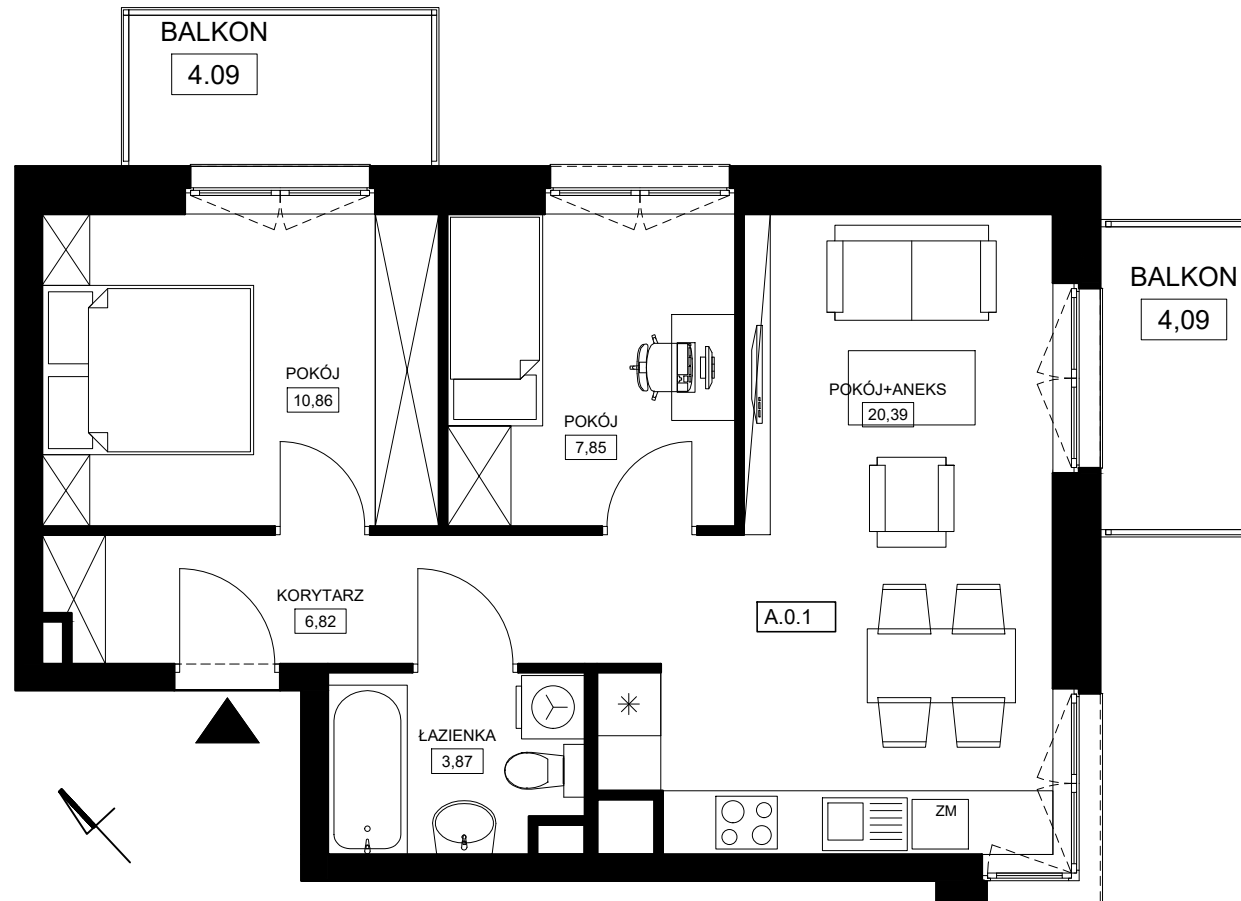 BALKON
4.09
BALKON
4,09
POKÓJ
10,86
POKÓJ
7,85
POKÓJ+ANEKS
20,39
KORYTARZ
6,82
A.0.1
ŁAZIENKA
3,87
ZM